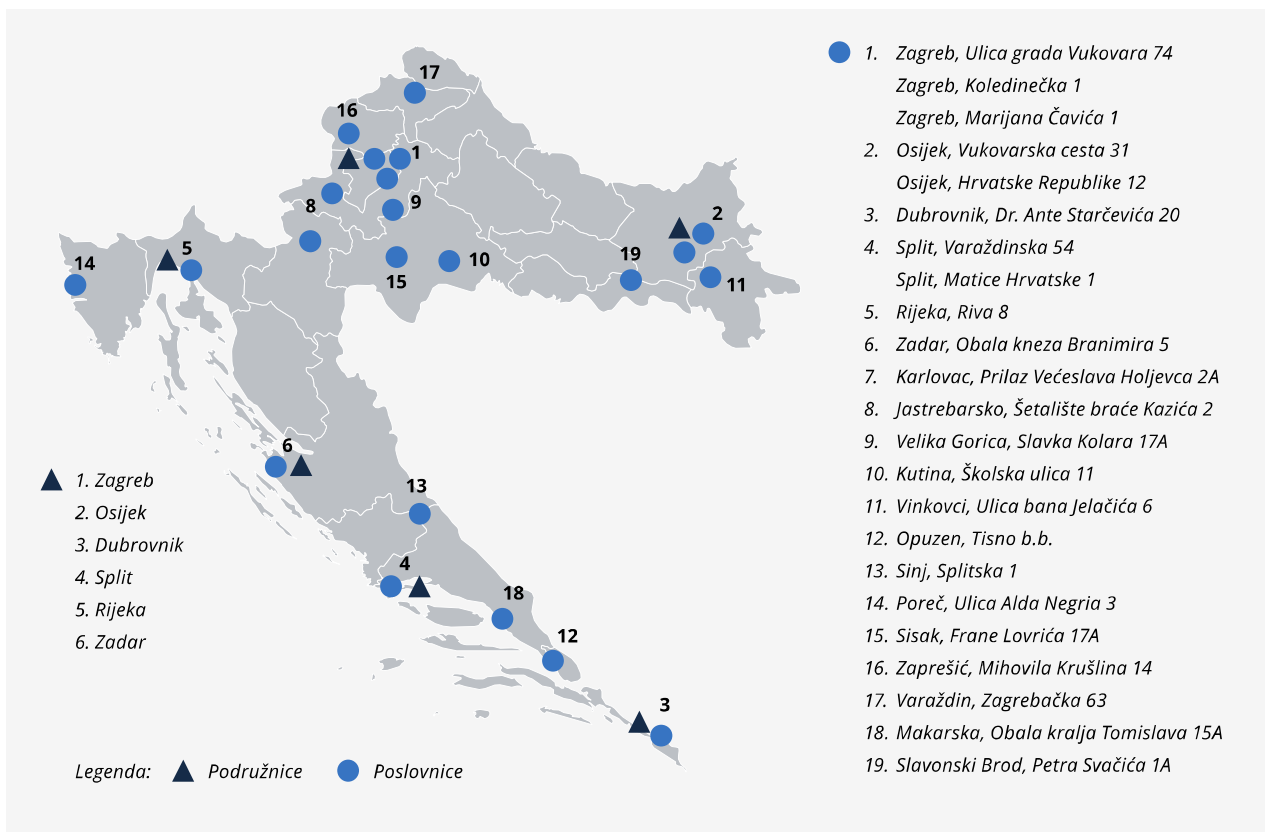 17
16
1
8
9
2
5
14
10
15
19
11
6
13
4
18
12
3
1. Zagreb
2. Osijek
3. Dubrovnik
4. Split
5. Rijeka
6. Zadar
Legenda: Podružnice Poslovnice
1. Zagreb, Ulica grada Vukovara 74
Zagreb, Koledinečka 1
Zagreb, Marijana Čavića 1
2. Osijek, Vukovarska cesta 31
Osijek, Hrvatske Republike 12
3. Dubrovnik, Dr. Ante Starčevića 20
4. Split, Varaždinska 54
Split, Matice Hrvatske 1
5. Rijeka, Riva 8
6. Zadar, Obala kneza Branimira 5
7. Karlovac, Prilaz Većeslava Holjevca 2A
8. Jastrebarsko, Šetalište braće Kazića 2
9. Velika Gorica, Slavka Kolara 17A
10. Kutina, Školska ulica 11
11. Vinkovci, Ulica bana Jelačića 6
12. Opuzen, Tisno b.b.
13. Sinj, Splitska 1
14. Poreč, Ulica Alda Negria 3
15. Sisak, Frane Lovrića 17A
16. Zaprešić, Mihovila Krušlina 14
17. Varaždin, Zagrebačka 63
18. Makarska, Obala kralja Tomislava 15A
19. Slavonski Brod, Petra Svačića 1A